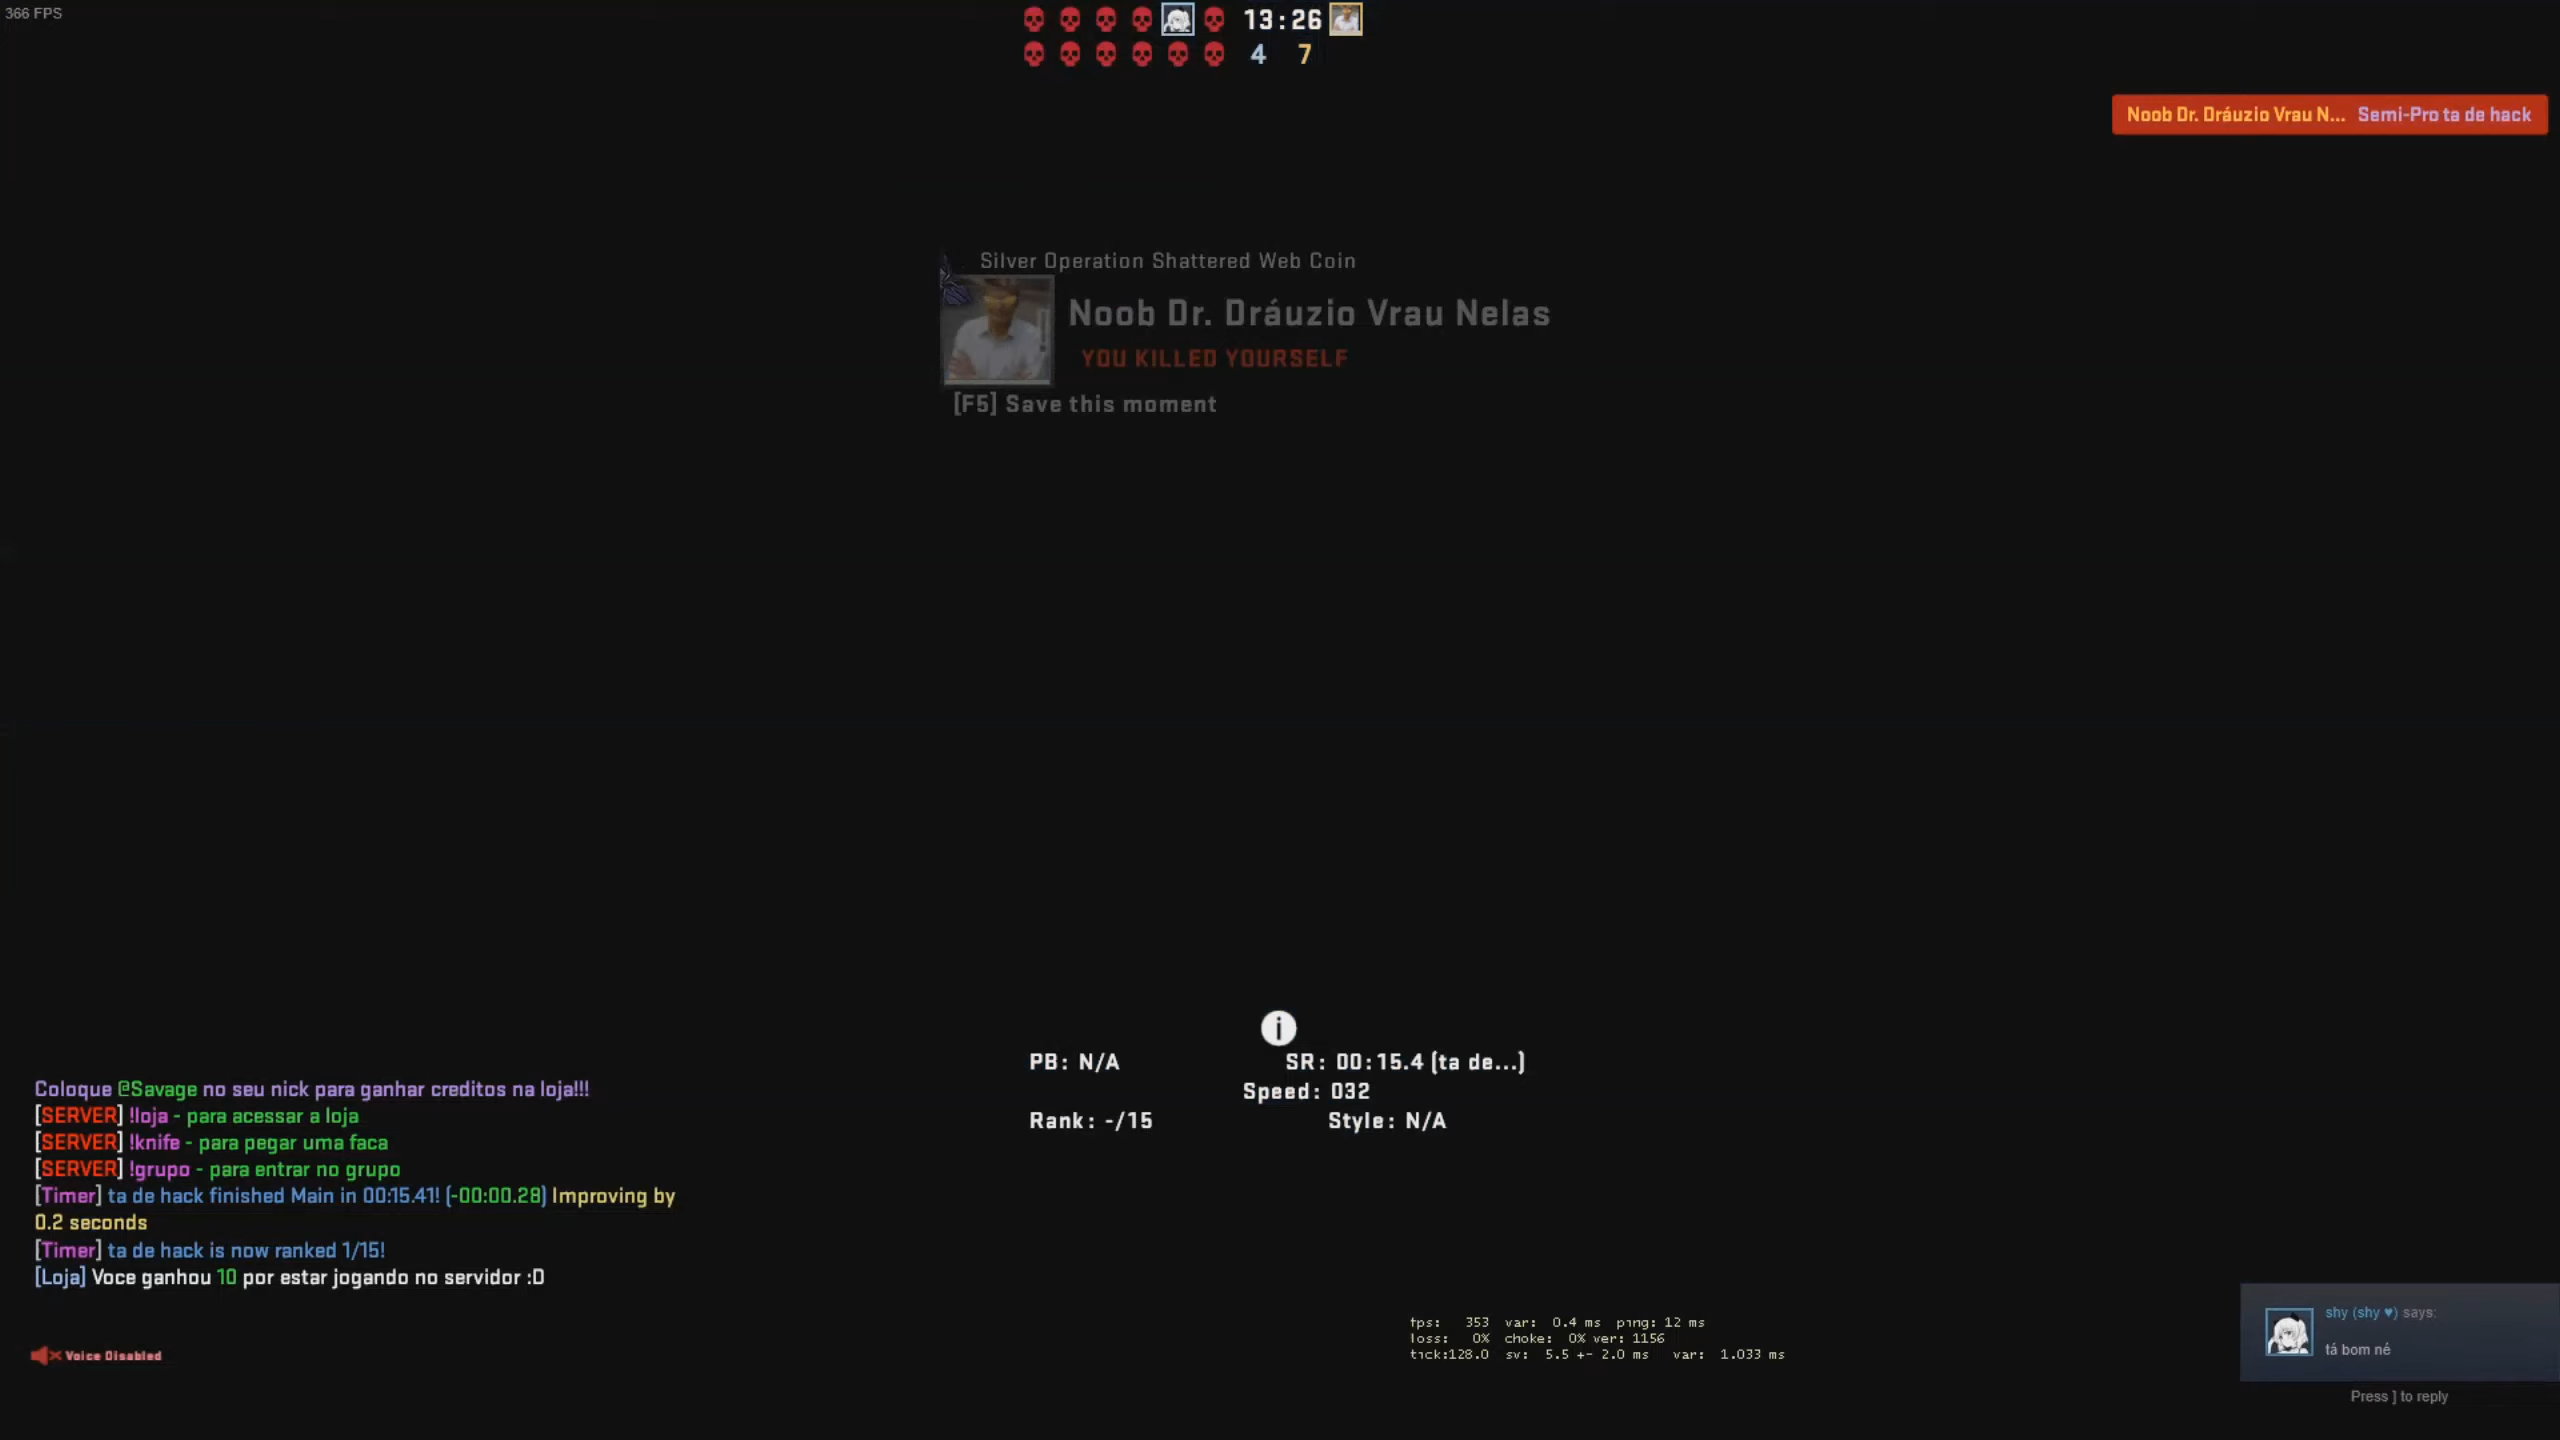 366 FPS
13:26
4 7
Noob Dr. Dráuzio Vrau N... Semi-Pro ta de hack
Silver Operation Shattered Web Coin
Noob Dr. Dráuzio Vrau Nelas
YOU KILLED YOURSELF
[F5] Save this moment
PB: N/A SR: 00:15.4 (ta de...)
Speed: 032
Rank: -/15 Style: N/A
Coloque @Savage no seu nick para ganhar creditos na loja!!!
[SERVER] !loja - para acessar a loja
[SERVER] !knife - para pegar uma faca
[SERVER] !grupo - para entrar no grupo
[Timer] ta de hack finished Main in 00:15.41! (-00:00.28) Improving by
0.2 seconds
[Timer] ta de hack is now ranked 1/15!
[Loja] Voce ganhou 10 por estar jogando no servidor :D
Voice Disabled
fps: 353 var: 0.4 ms ping: 12 ms
loss: 0% choke: 0% ver: 1156
tick:128.0 sv: 5.5 +- 2.0 ms var: 1.033 ms
shy (shy ♥) says:
tá bom né
Press ] to reply